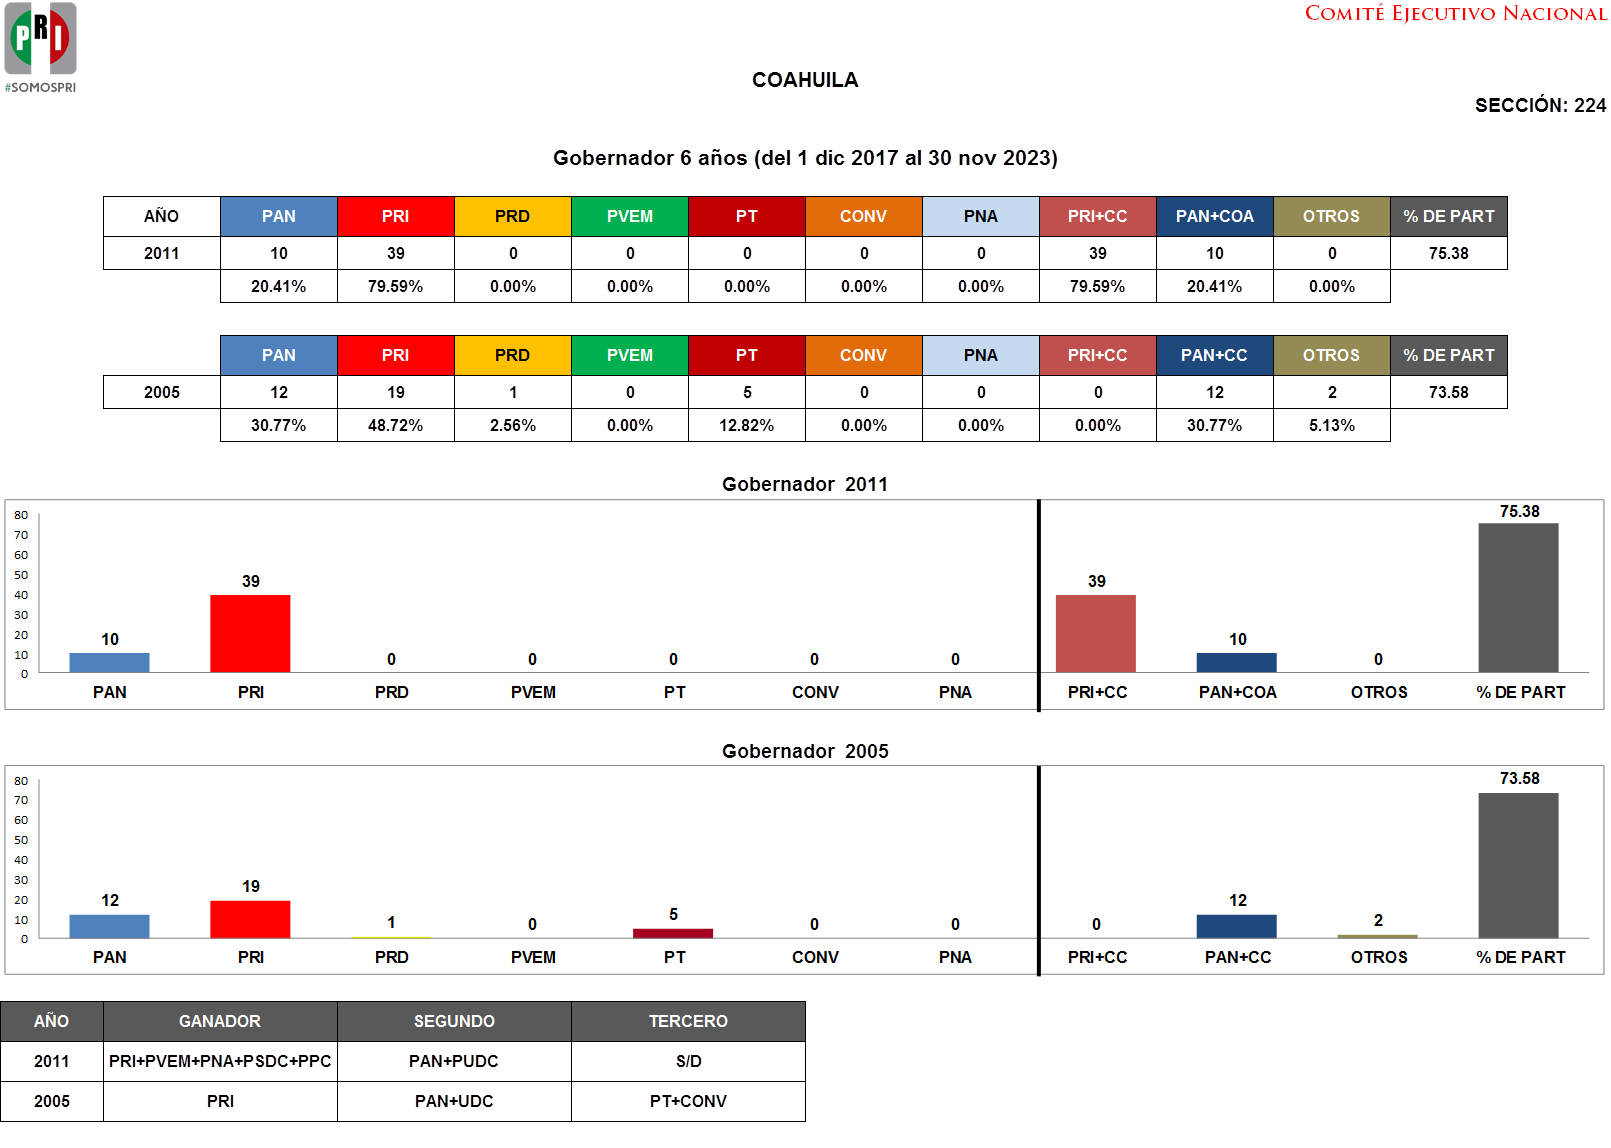 PRI
#SOMOSPRI
COMITÉ EJECUTIVO NACIONAL
COAHUILA
SECCIÓN: 224
Gobernador 6 años (del 1 dic 2017 al 30 nov 2023)
AÑO PAN PRI PRD PVEM PT CONV PNA PRI+CC PAN+COA OTROS % DE PART
2011 10 39 0 0 0 0 0 39 10 0 75.38
20.41% 79.59% 0.00% 0.00% 0.00% 0.00% 0.00% 79.59% 20.41% 0.00%
PAN PRI PRD PVEM PT CONV PNA PRI+CC PAN+CC OTROS % DE PART
2005 12 19 1 0 5 0 0 0 12 2 73.58
30.77% 48.72% 2.56% 0.00% 12.82% 0.00% 0.00% 0.00% 30.77% 5.13%
Gobernador 2011
80
70
60
50
40
30
20
10
0
10 39 0 0 0 0 0 39 10 0 75.38
PAN PRI PRD PVEM PT CONV PNA PRI+CC PAN+COA OTROS % DE PART
Gobernador 2005
80
70
60
50
40
30
20
10
0
12 19 1 0 5 0 0 0 12 2 73.58
PAN PRI PRD PVEM PT CONV PNA PRI+CC PAN+CC OTROS % DE PART
AÑO GANADOR SEGUNDO TERCERO
2011 PRI+PVEM+PNA+PSDC+PPC PAN+PUDC S/D
2005 PRI PAN+UDC PT+CONV